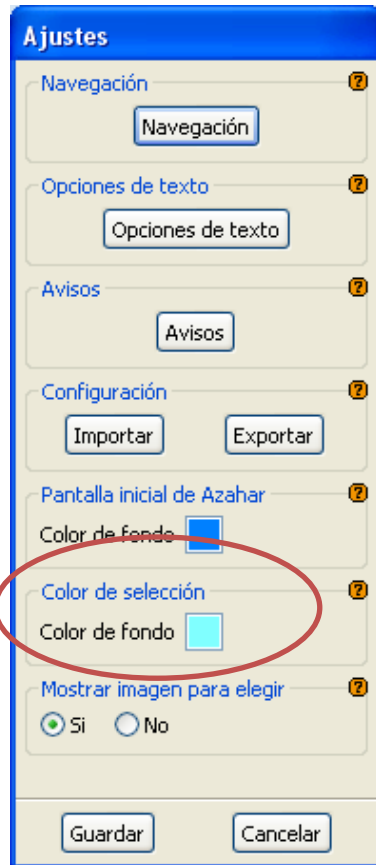 Ajustes
Navegación ?
Navegación
Opciones de texto ?
Opciones de texto
Avisos ?
Avisos
Configuración ?
Importar Exportar
Pantalla inicial de Azahar ?
Color de fondo
Color de selección ?
Color de fondo
Mostrar imagen para elegir ?
Si No
Guardar Cancelar